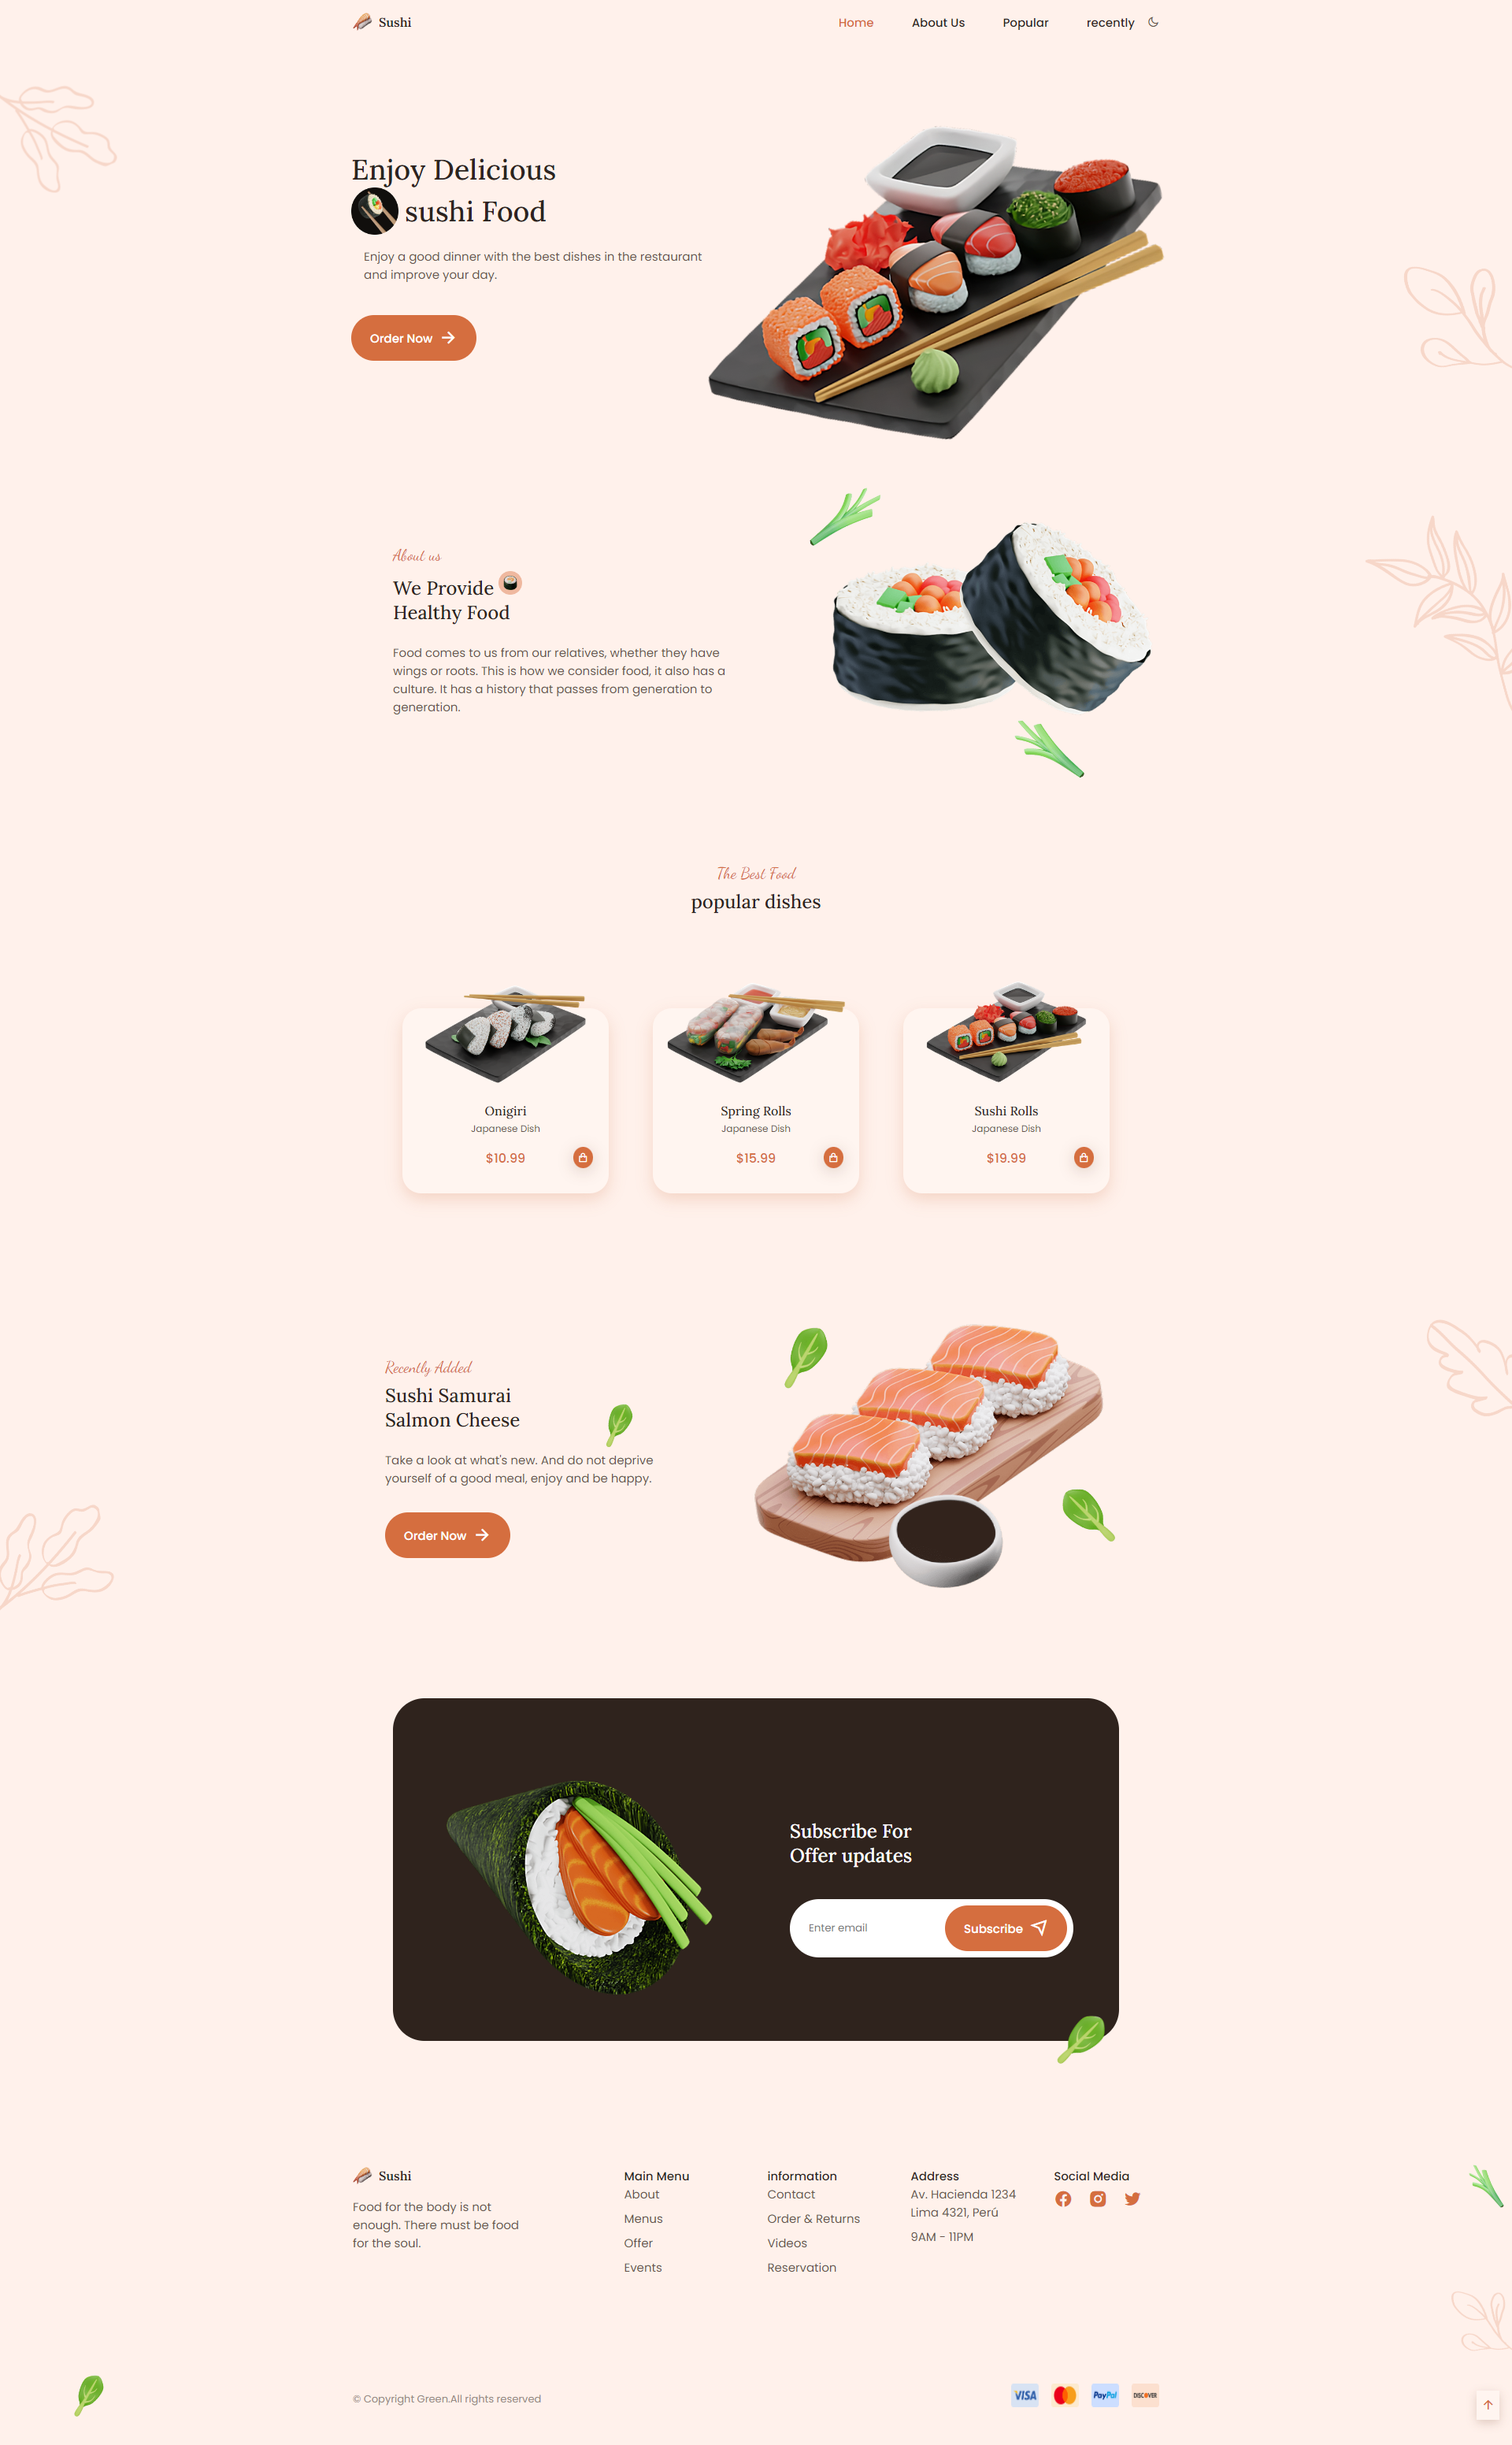 Sushi
Home
About Us
Popular
recently
Enjoy Delicious
sushi Food
Enjoy a good dinner with the best dishes in the restaurant
and improve your day.
Order Now
About us
We Provide
Healthy Food
Food comes to us from our relatives, whether they have
wings or roots. This is how we consider food, it also has a
culture. It has a history that passes from generation to
generation.
The Best Food
popular dishes
Onigiri
Japanese Dish
$10.99
Spring Rolls
Japanese Dish
$15.99
Sushi Rolls
Japanese Dish
$19.99
Recently Added
Sushi Samurai
Salmon Cheese
Take a look at what's new. And do not deprive
yourself of a good meal, enjoy and be happy.
Order Now
Subscribe For
Offer updates
Enter email
Subscribe
Sushi
Food for the body is not
enough. There must be food
for the soul.
Main Menu
About
Menus
Offer
Events
information
Contact
Order & Returns
Videos
Reservation
Address
Av. Hacienda 1234
Lima 4321, Perú
9AM - 11PM
Social Media
© Copyright Green.All rights reserved
VISA
PayPal
DISCOVER